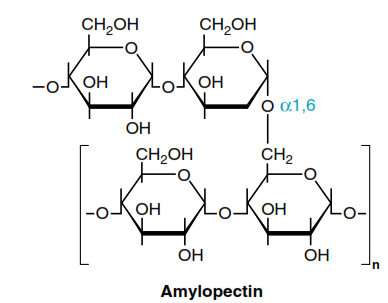 CH₂OH CH₂OH
O O
–O OH O OH
OH O α1,6
CH₂OH CH₂
O O
–O OH O OH O–
OH OH n
Amylopectin